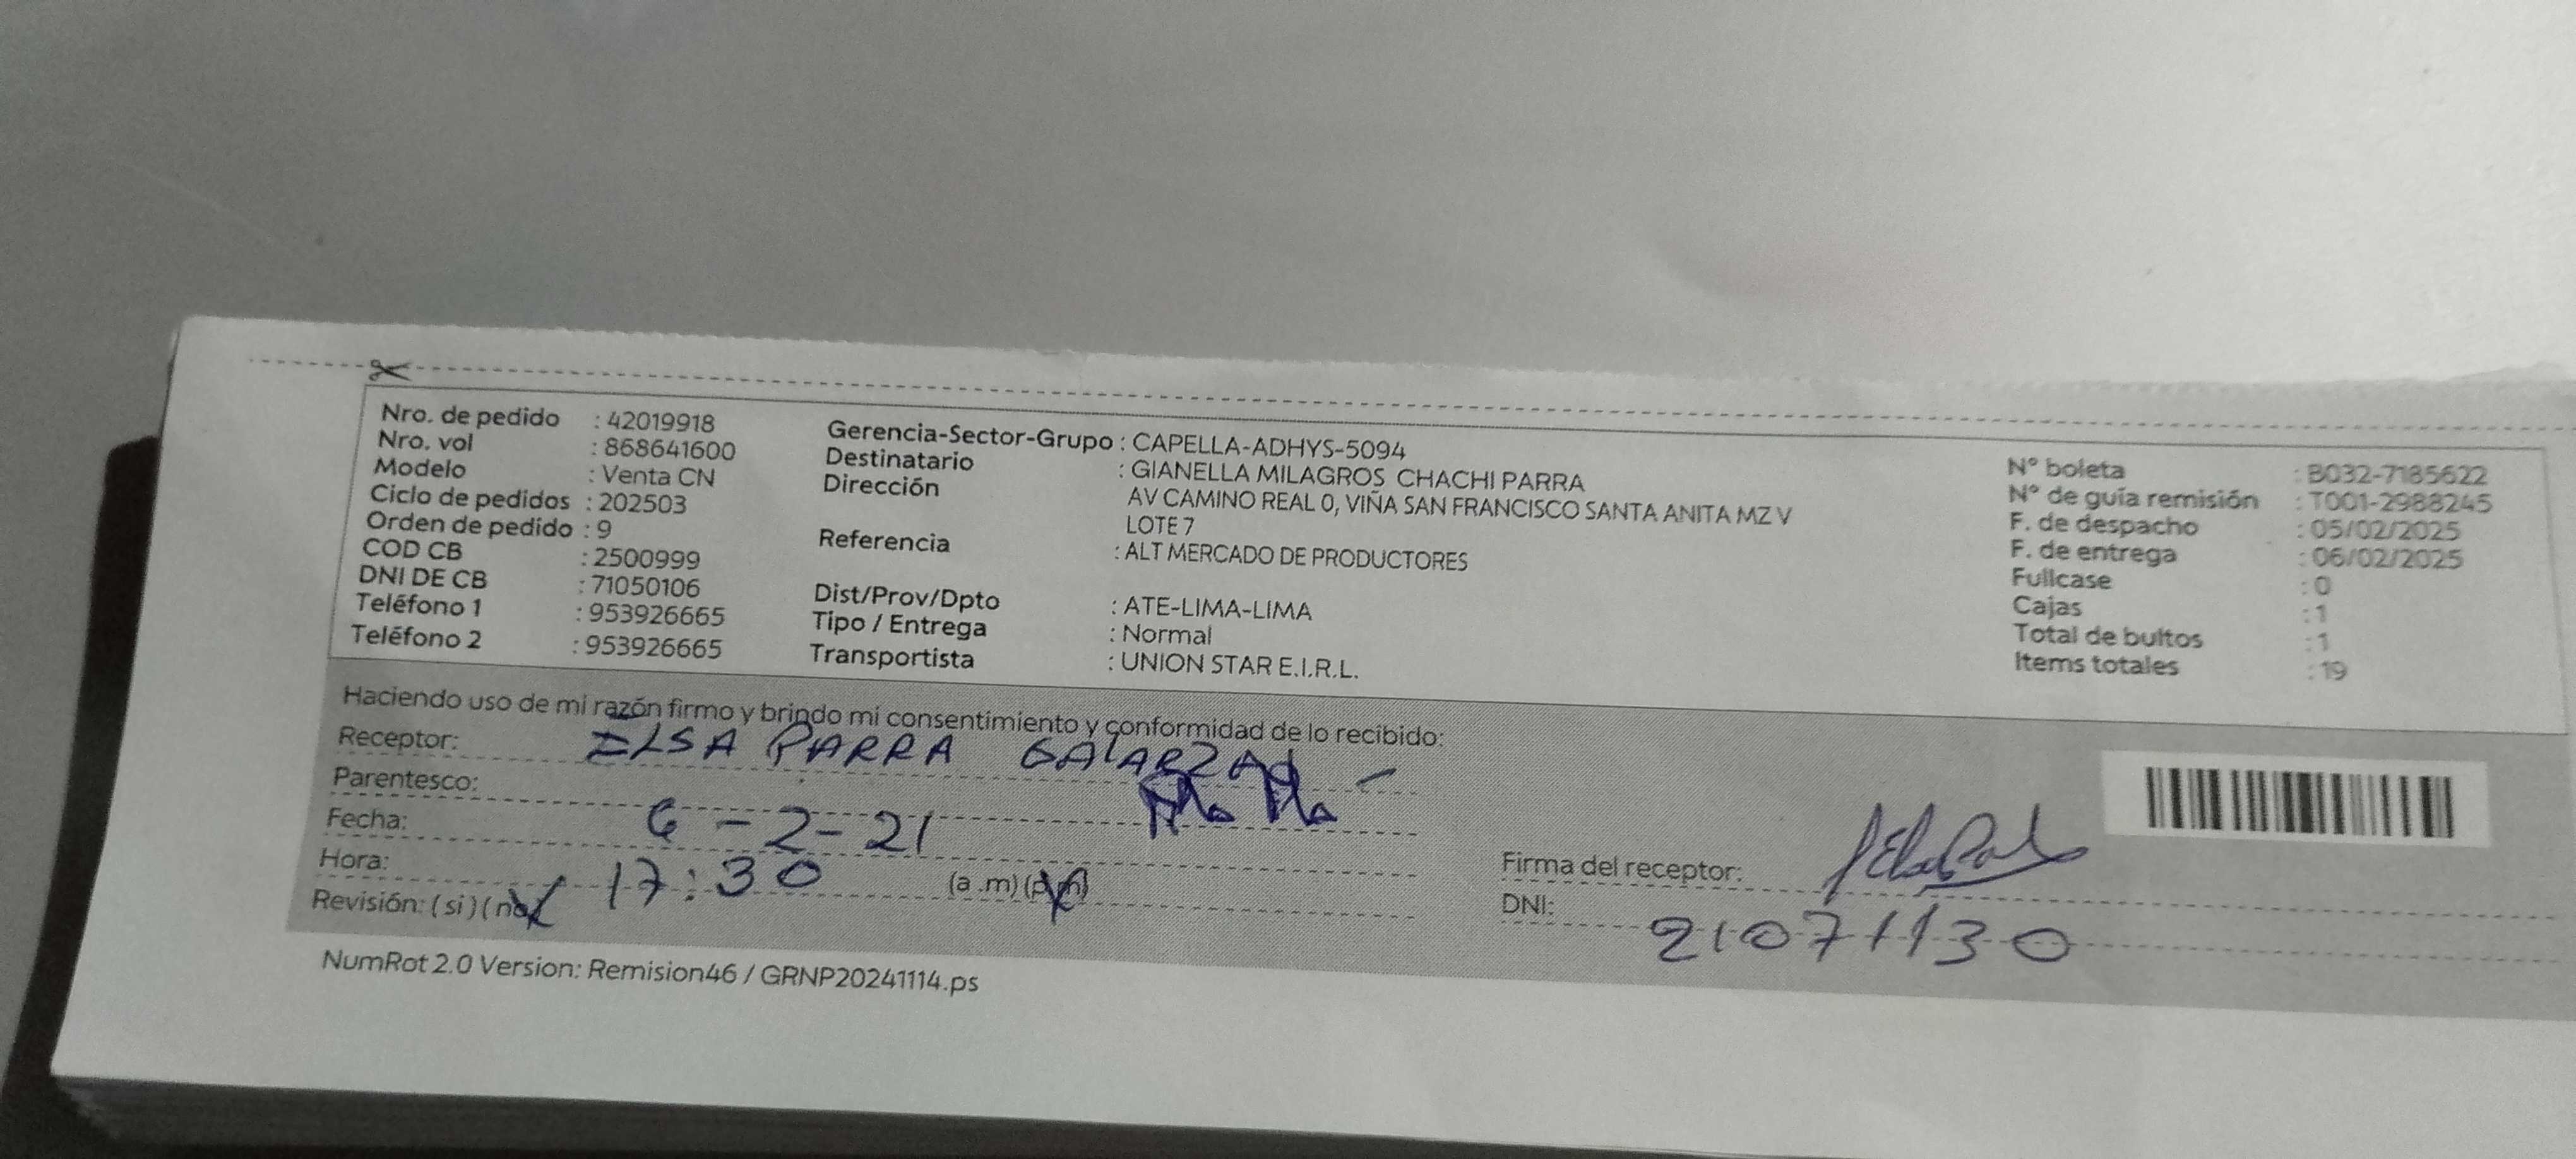 Nro. de pedido : 42019918
Nro. vol : 868641600
Modelo : Venta CN
Ciclo de pedidos : 202503
Orden de pedido : 9
COD CB : 2500999
DNI DE CB : 71050106
Teléfono 1 : 953926665
Teléfono 2 : 953926665
Gerencia-Sector-Grupo : CAPELLA-ADHYS-5094
Destinatario : GIANELLA MILAGROS CHACHI PARRA
Dirección AV CAMINO REAL 0, VIÑA SAN FRANCISCO SANTA ANITA MZ V
LOTE 7
Referencia : ALT MERCADO DE PRODUCTORES
Dist/Prov/Dpto : ATE-LIMA-LIMA
Tipo / Entrega : Normal
Transportista : UNION STAR E.I.R.L.
N° boleta : B032-7185622
N° de guía remisión : T001-2988245
F. de despacho : 05/02/2025
F. de entrega : 06/02/2025
Fullcase : 0
Cajas : 1
Total de bultos : 1
Items totales : 19
Haciendo uso de mi razón firmo y brindo mi consentimiento y conformidad de lo recibido:
Receptor: ELSA PARRA GALARZA
Parentesco:
Fecha: 6-2-21
Hora: 17:30 (a .m) (p.m)
Revisión: ( si ) ( no
Firma del receptor:
DNI: 21071130
NumRot 2.0 Version: Remision46 / GRNP20241114.ps